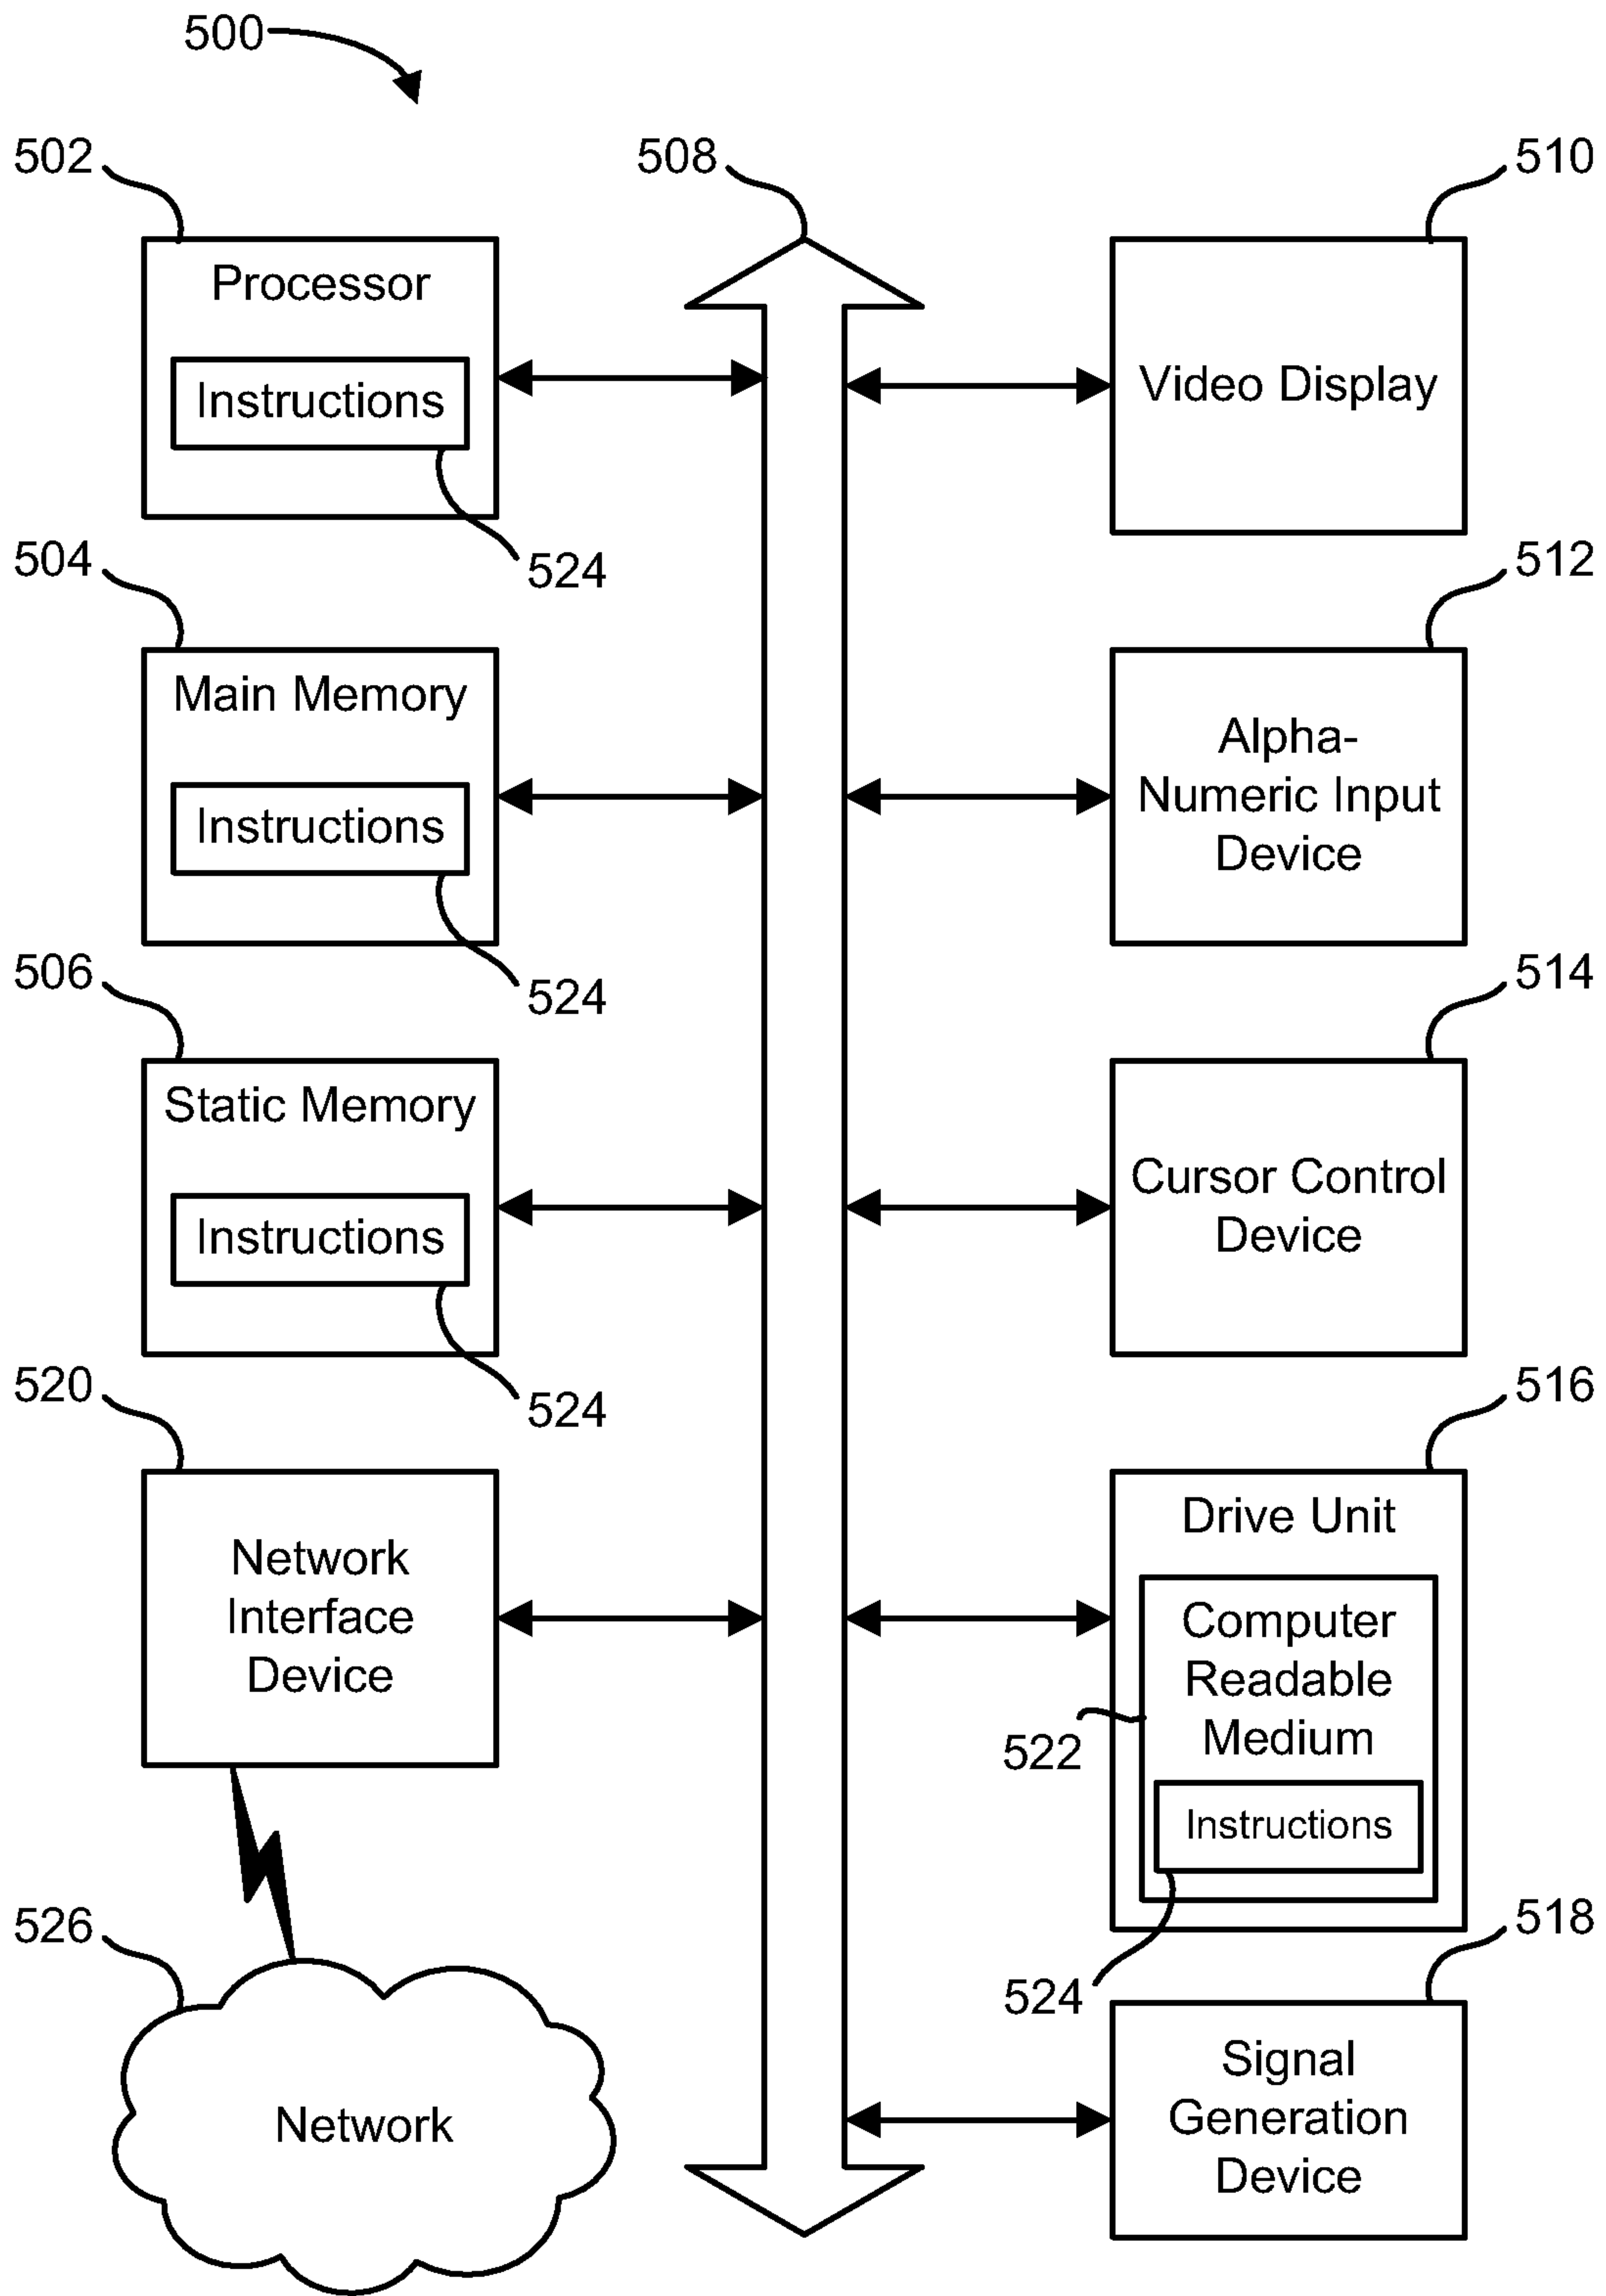 500
502
508
510
Processor
Instructions
524
Video Display
504
Main Memory
Instructions
524
512
Alpha-
Numeric Input
Device
506
Static Memory
Instructions
524
514
Cursor Control
Device
520
Network
Interface
Device
516
Drive Unit
Computer
Readable
Medium
522
Instructions
524
526
Network
518
Signal
Generation
Device